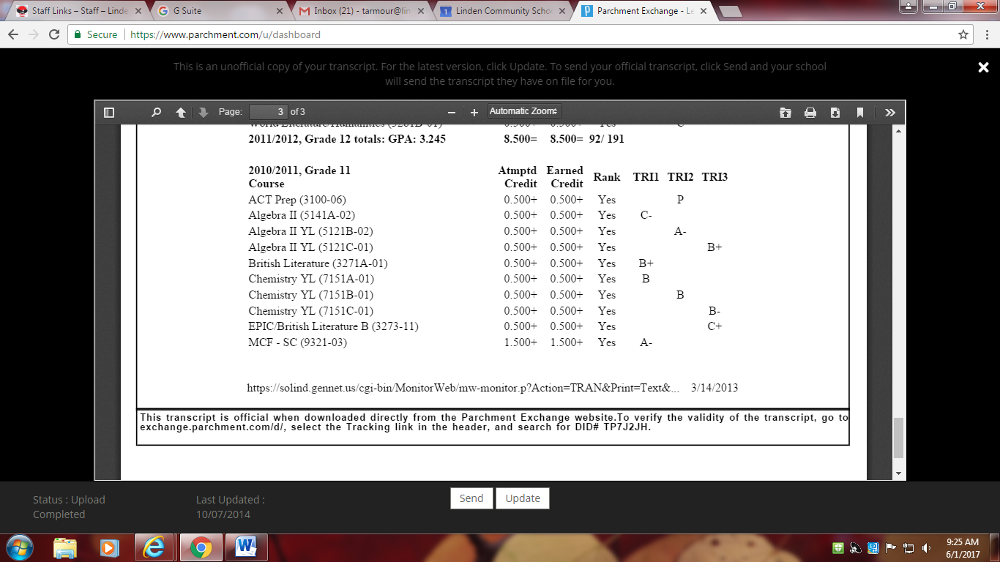 Staff Links – Staff – Linde
G Suite
Inbox (21) - tarmour@lin
Linden Community Scho
Parchment Exchange - Le
Secure https://www.parchment.com/u/dashboard
This is an unofficial copy of your transcript. For the latest version, click Update. To send your official transcript, click Send and your school
will send the transcript they have on file for you.
Page: 3 of 3 Automatic Zoom
World Literature/Humanities (3281B-01) 0.500+ 0.500+ Yes C
2011/2012, Grade 12 totals: GPA: 3.245 8.500= 8.500= 92/ 191
2010/2011, Grade 11 Atmptd Earned
Course Credit Credit Rank TRI1 TRI2 TRI3
ACT Prep (3100-06) 0.500+ 0.500+ Yes P
Algebra II (5141A-02) 0.500+ 0.500+ Yes C-
Algebra II YL (5121B-02) 0.500+ 0.500+ Yes A-
Algebra II YL (5121C-01) 0.500+ 0.500+ Yes B+
British Literature (3271A-01) 0.500+ 0.500+ Yes B+
Chemistry YL (7151A-01) 0.500+ 0.500+ Yes B
Chemistry YL (7151B-01) 0.500+ 0.500+ Yes B
Chemistry YL (7151C-01) 0.500+ 0.500+ Yes B-
EPIC/British Literature B (3273-11) 0.500+ 0.500+ Yes C+
MCF - SC (9321-03) 1.500+ 1.500+ Yes A-
https://solind.gennet.us/cgi-bin/MonitorWeb/mw-monitor.p?Action=TRAN&Print=Text&... 3/14/2013
This transcript is official when downloaded directly from the Parchment Exchange website.To verify the validity of the transcript, go to
exchange.parchment.com/d/, select the Tracking link in the header, and search for DID# TP7J2JH.
Status : Upload
Completed
Last Updated :
10/07/2014
Send
Update
9:25 AM
6/1/2017